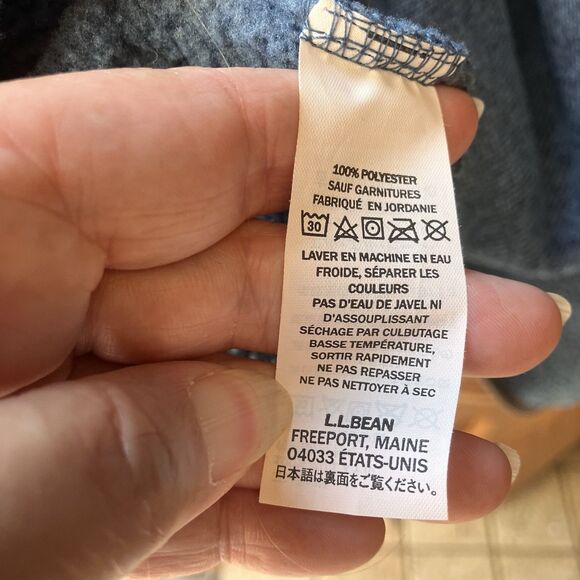 100% POLYESTER
SAUF GARNITURES
FABRIQUÉ EN JORDANIE
30
LAVER EN MACHINE EN EAU
FROIDE, SÉPARER LES
COULEURS
PAS D'EAU DE JAVEL NI
D'ASSOUPLISSANT
SÉCHAGE PAR CULBUTAGE
BASSE TEMPÉRATURE,
SORTIR RAPIDEMENT
NE PAS REPASSER
NE PAS NETTOYER À SEC
L.L.BEAN
FREEPORT, MAINE
04033 ÉTATS-UNIS
日本語は裏面をご覧ください。